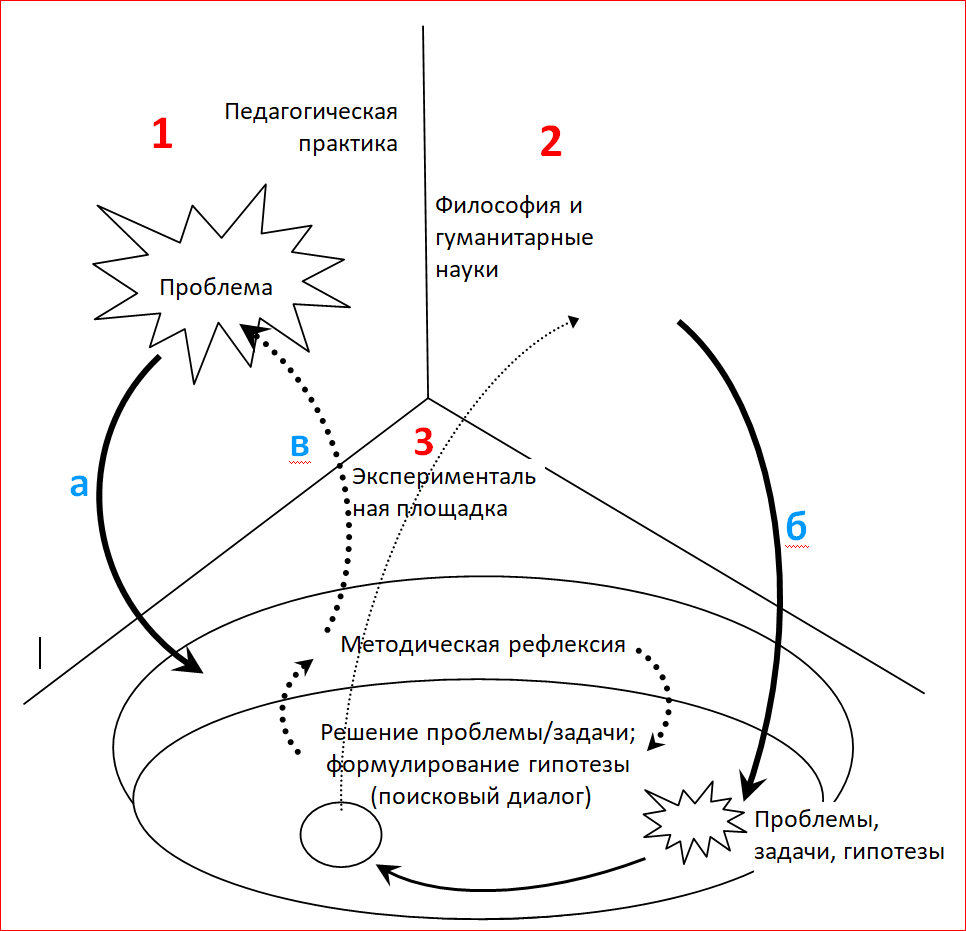 1
Педагогическая
практика
2
Философия и
гуманитарные
науки
Проблема
3
в
Эксперименталь
ная площадка
а
б
Методическая рефлексия
Решение проблемы/задачи;
формулирование гипотезы
(поисковый диалог)
Проблемы,
задачи, гипотезы